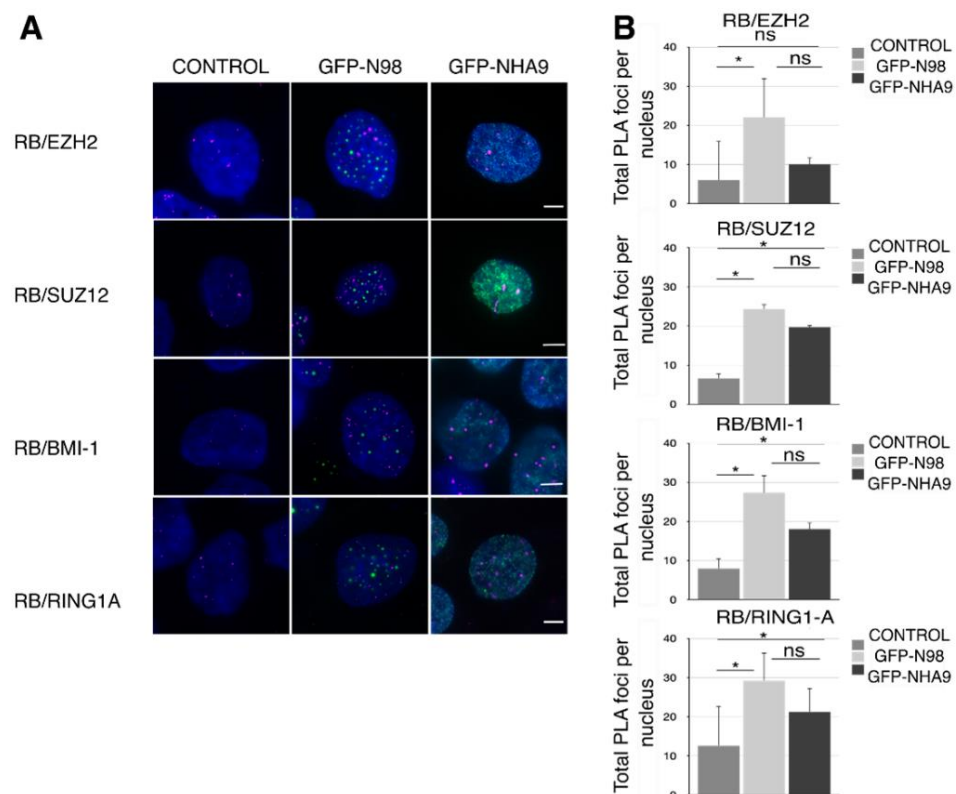 A
CONTROL GFP-N98 GFP-NHA9
RB/EZH2
RB/SUZ12
RB/BMI-1
RB/RING1A
B
RB/EZH2
ns
* ns
40
30
20
10
0
Total PLA foci per
nucleus
CONTROL
GFP-N98
GFP-NHA9
RB/SUZ12
*
* ns
40
30
20
10
0
Total PLA foci per
nucleus
CONTROL
GFP-N98
GFP-NHA9
RB/BMI-1
*
* ns
40
30
20
10
0
Total PLA foci per
nucleus
CONTROL
GFP-N98
GFP-NHA9
RB/RING1-A
*
* ns
40
30
20
10
0
Total PLA foci per
nucleus
CONTROL
GFP-N98
GFP-NHA9